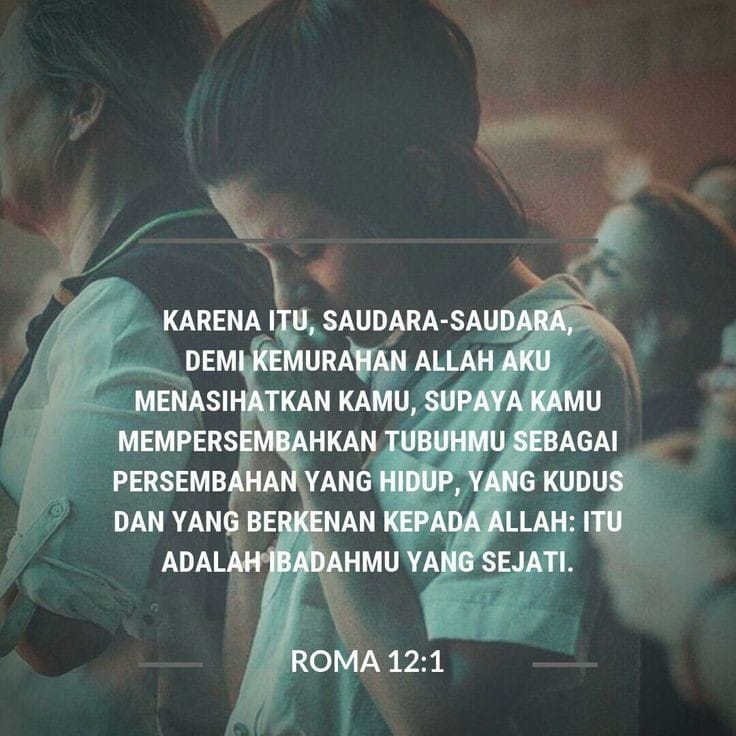 KARENA ITU, SAUDARA-SAUDARA,
DEMI KEMURAHAN ALLAH AKU
MENASIHATKAN KAMU, SUPAYA KAMU
MEMPERSEMBAHKAN TUBUHMU SEBAGAI
PERSEMBAHAN YANG HIDUP, YANG KUDUS
DAN YANG BERKENAN KEPADA ALLAH: ITU
ADALAH IBADAHMU YANG SEJATI.
ROMA 12:1